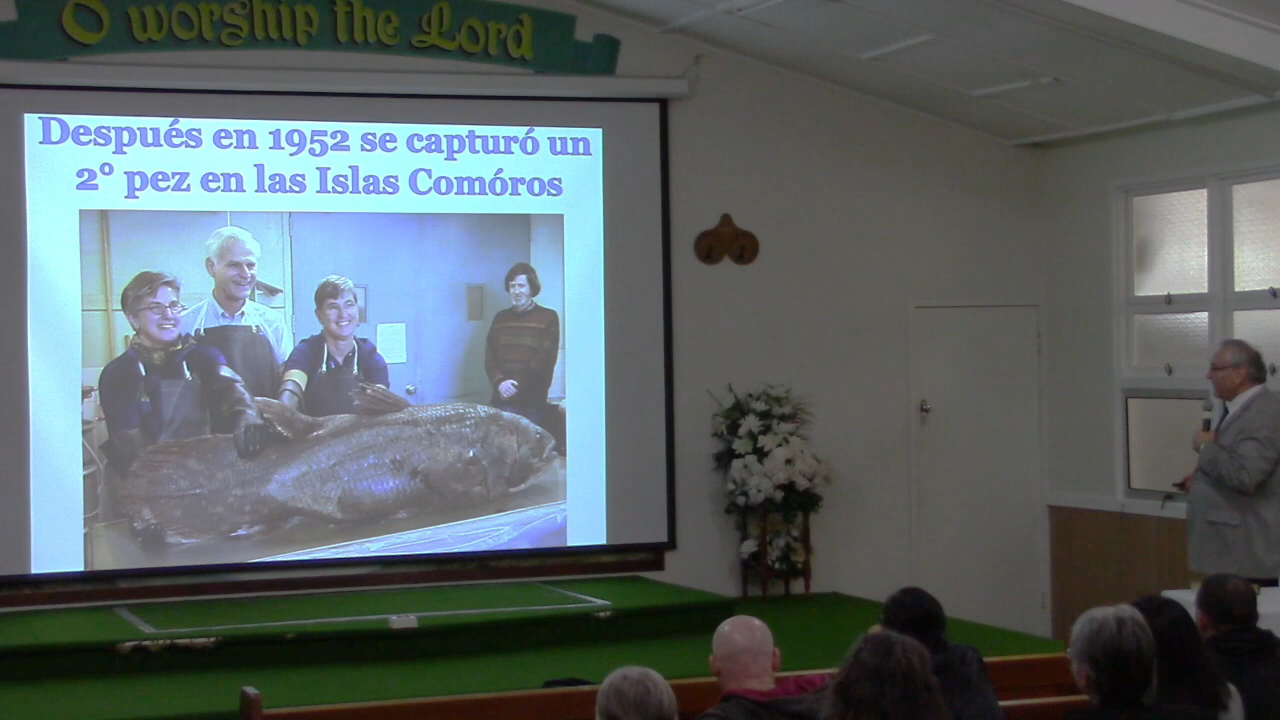 O worship the Lord
Después en 1952 se capturó un
2° pez en las Islas Comóros